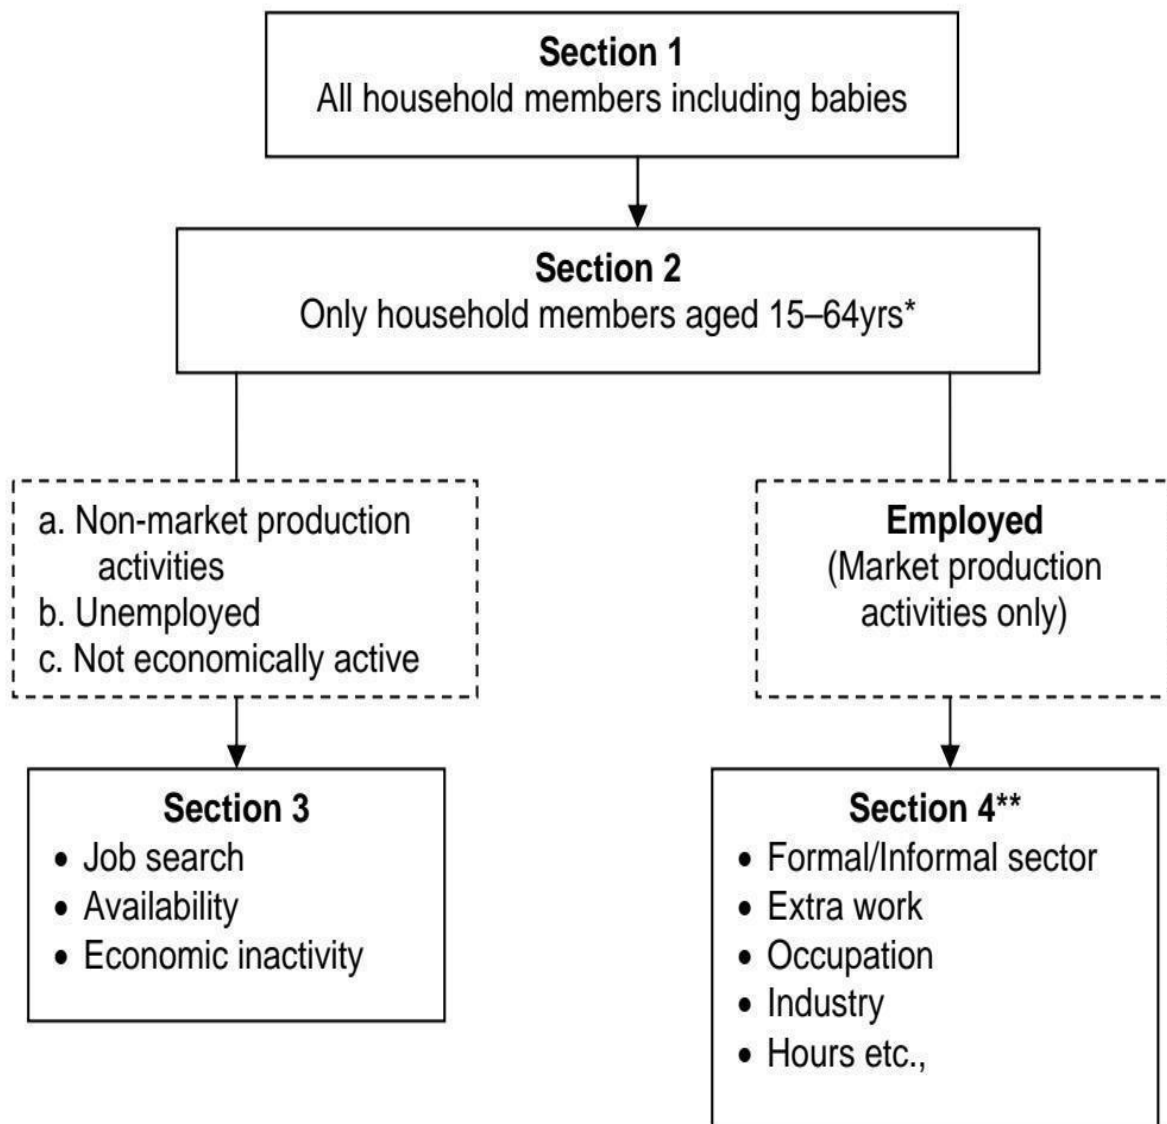 Section 1
All household members including babies
Section 2
Only household members aged 15–64yrs*
a. Non-market production
activities
b. Unemployed
c. Not economically active
Employed
(Market production
activities only)
Section 3
• Job search
• Availability
• Economic inactivity
Section 4**
• Formal/Informal sector
• Extra work
• Occupation
• Industry
• Hours etc.,